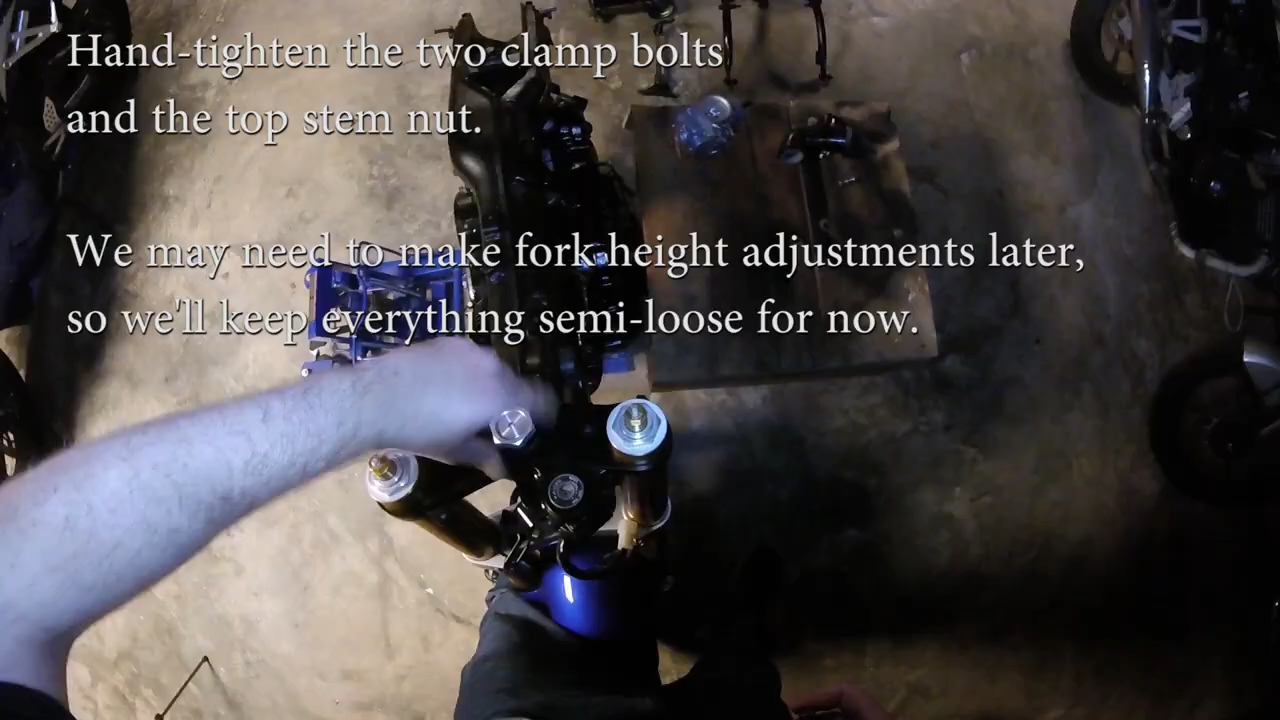 Hand-tighten the two clamp bolts
and the top stem nut.
We may need to make fork height adjustments later,
so we'll keep everything semi-loose for now.